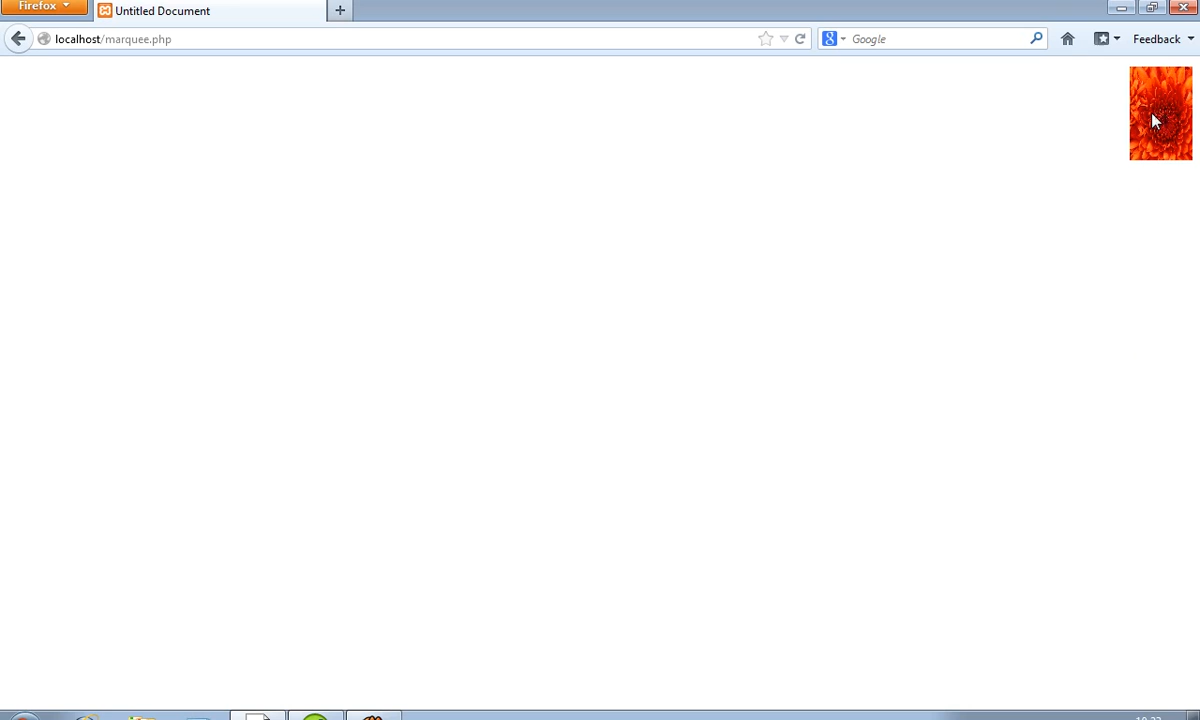 Firefox
Untitled Document
localhost/marquee.php
Google
Feedback